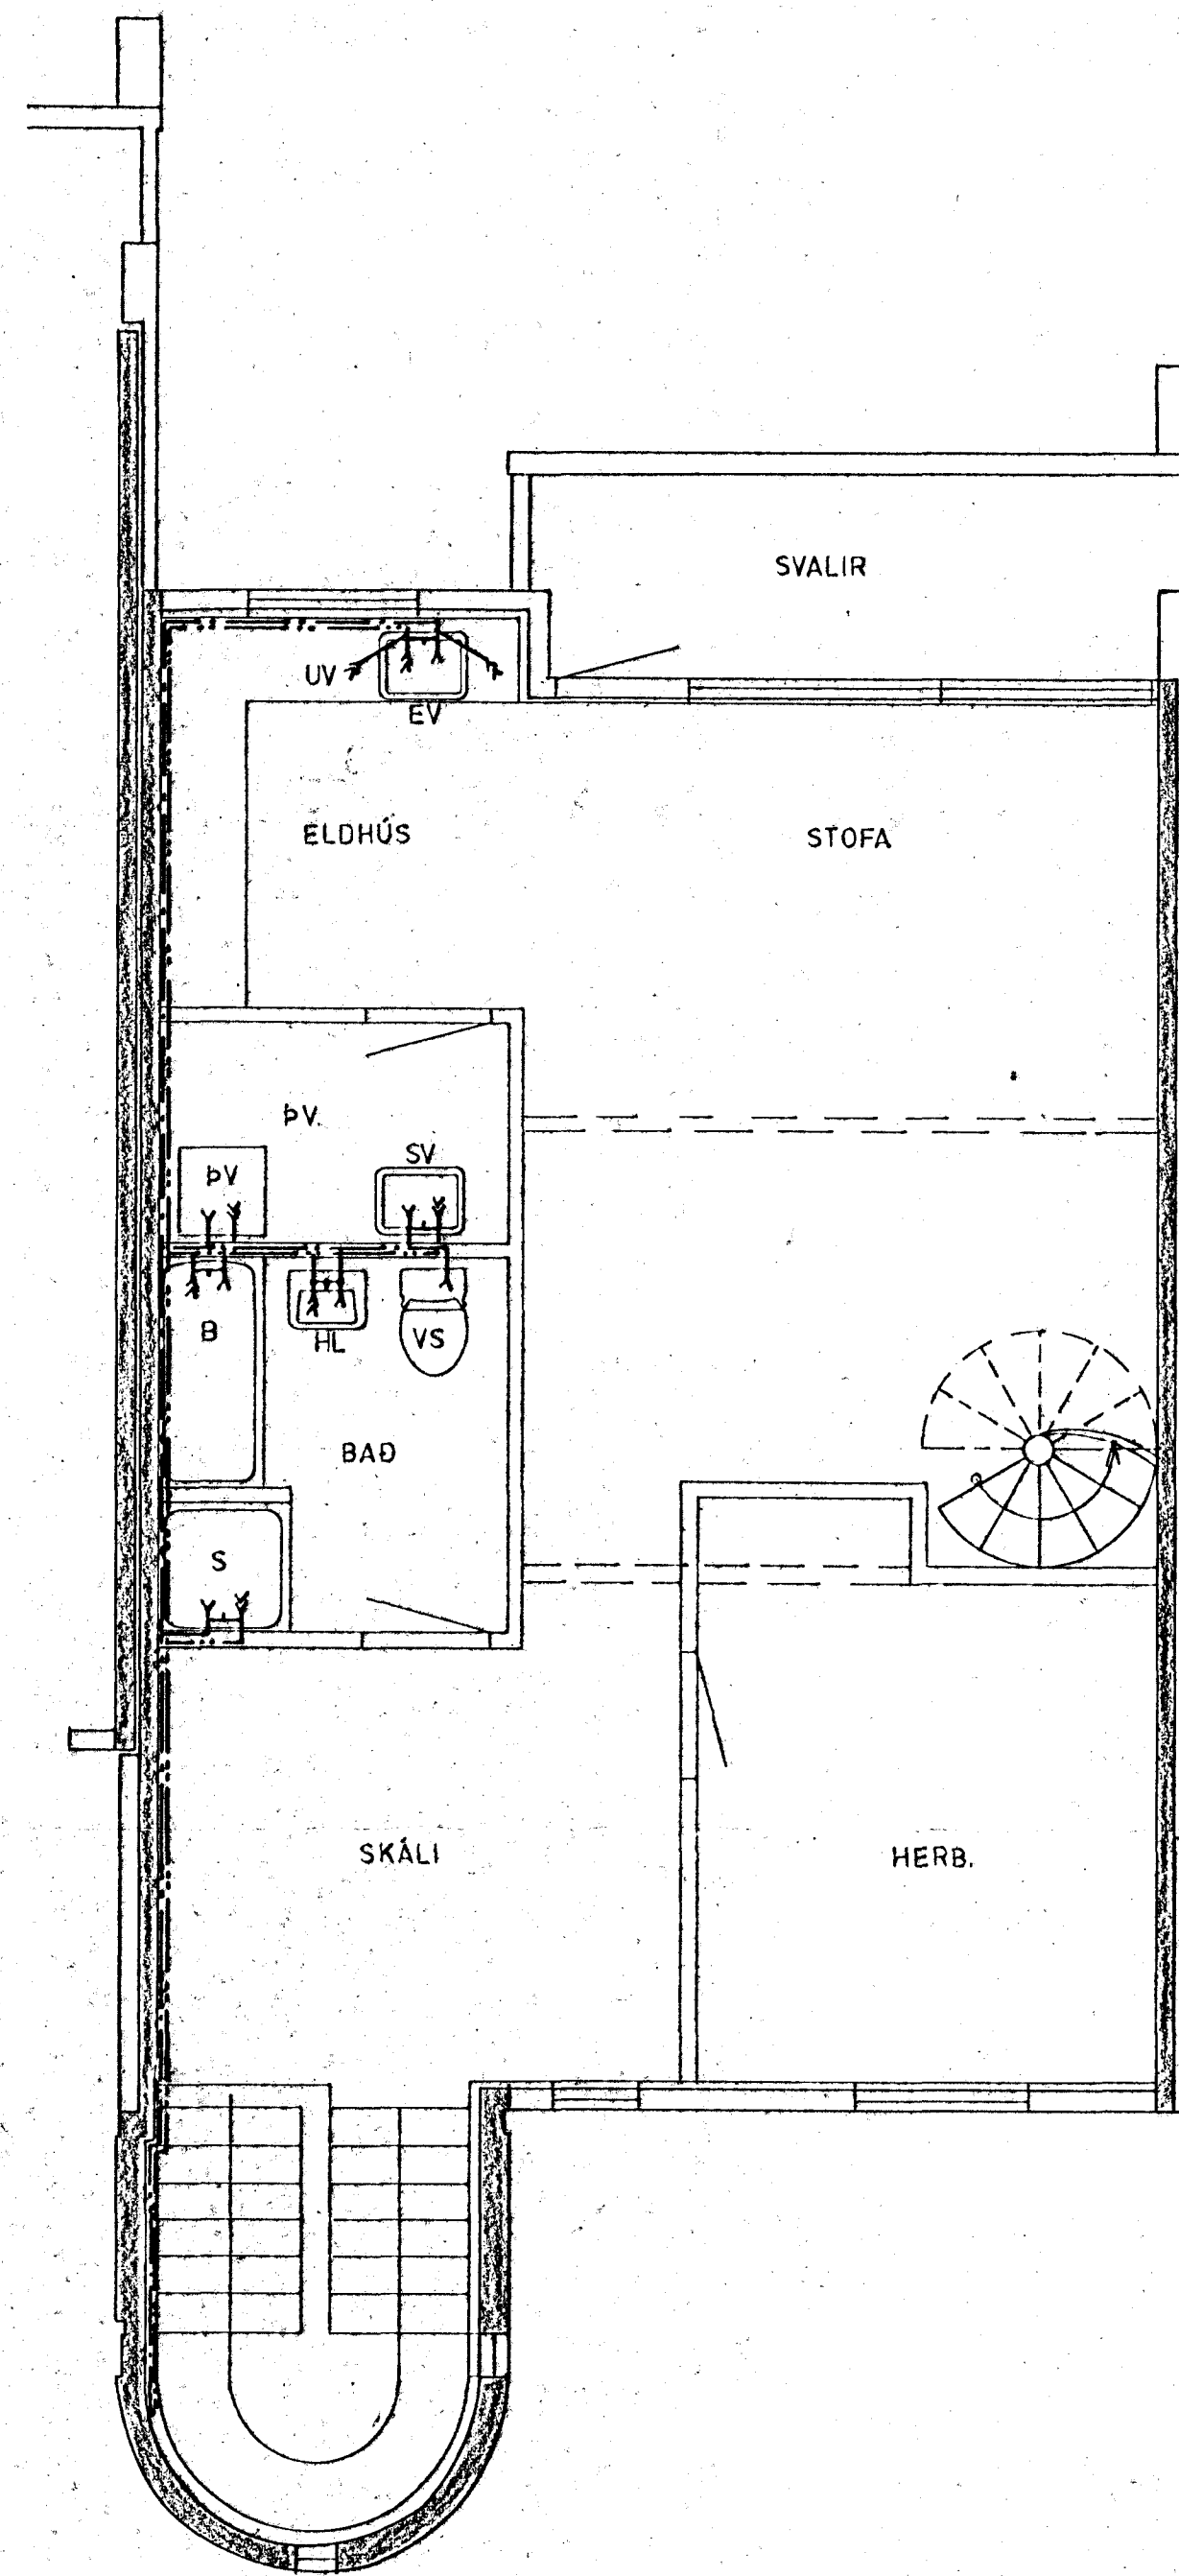 SVALIR
UV
EV
ELDHÚS
STOFA
ÞV.
SV
ÞV
B
HL
VS
BAÐ
S
SKÁLI
HERB.